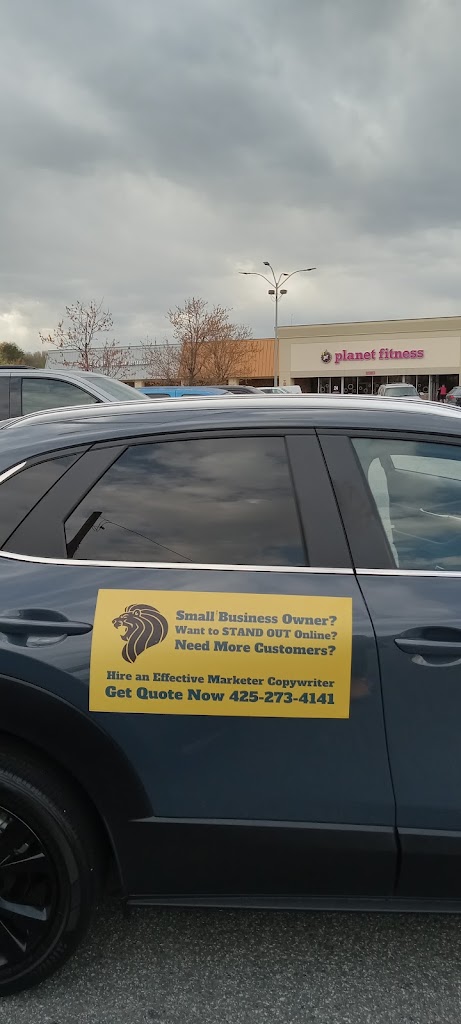 planet fitness
Small Business Owner?
Want to STAND OUT Online?
Need More Customers?
Hire an Effective Marketer Copywriter
Get Quote Now 425-273-4141